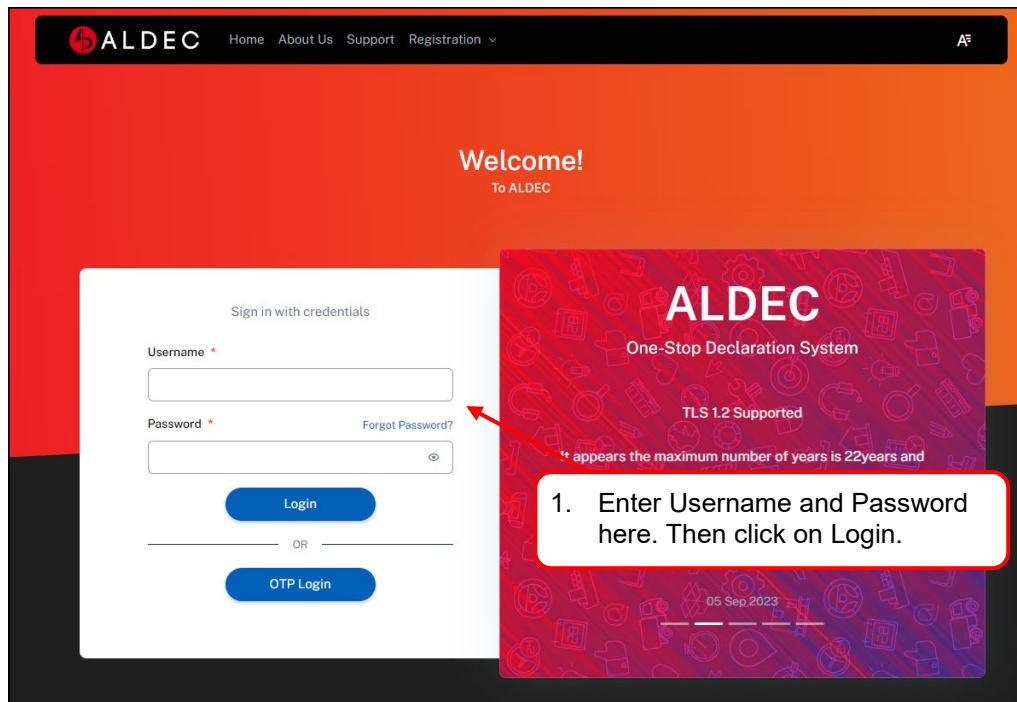 ALDEC Home About Us Support Registration
Welcome!
To ALDEC
Sign in with credentials
Username *
Password * Forgot Password?
Login
OR
OTP Login
ALDEC
One-Stop Declaration System
TLS 1.2 Supported
It appears the maximum number of years is 22years and
1. Enter Username and Password
here. Then click on Login.
05 Sep 2023